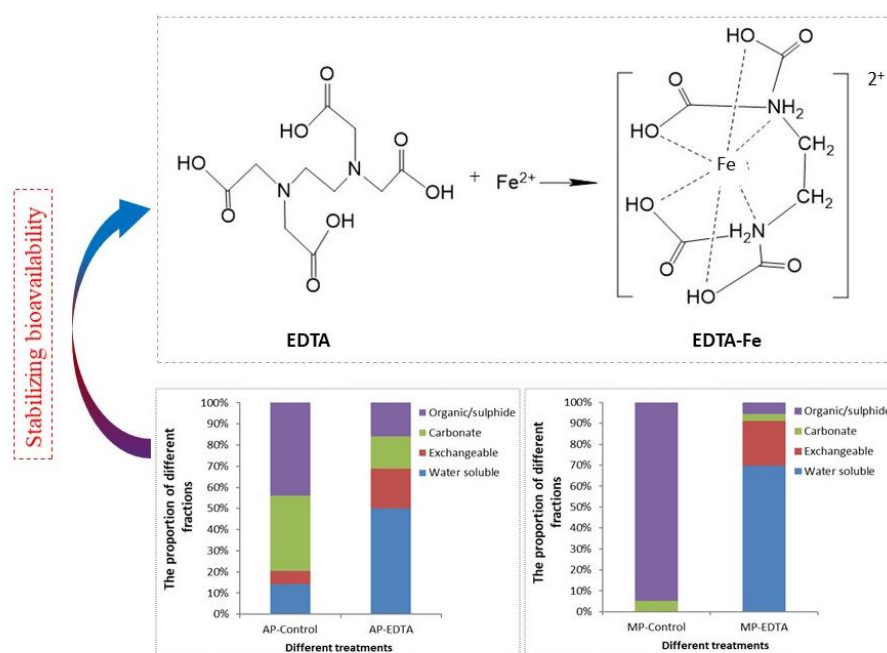 Stabilizing bioavailability
O
HO
HO
O
N
N
O
OH
OH
O
EDTA
+ Fe²⁺
HO
O
O
HO
NH₂
CH₂
Fe
CH₂
HO
H₂N
O
HO
O
2+
EDTA-Fe
The proportion of different fractions
100%
90%
80%
70%
60%
50%
40%
30%
20%
10%
0%
AP-Control
AP-EDTA
Different treatments
Organic/sulphide
Carbonate
Exchangeable
Water soluble
The proportion of different fractions
100%
90%
80%
70%
60%
50%
40%
30%
20%
10%
0%
MP-Control
MP-EDTA
Different treatments
Organic/sulphide
Carbonate
Exchangeable
Water soluble